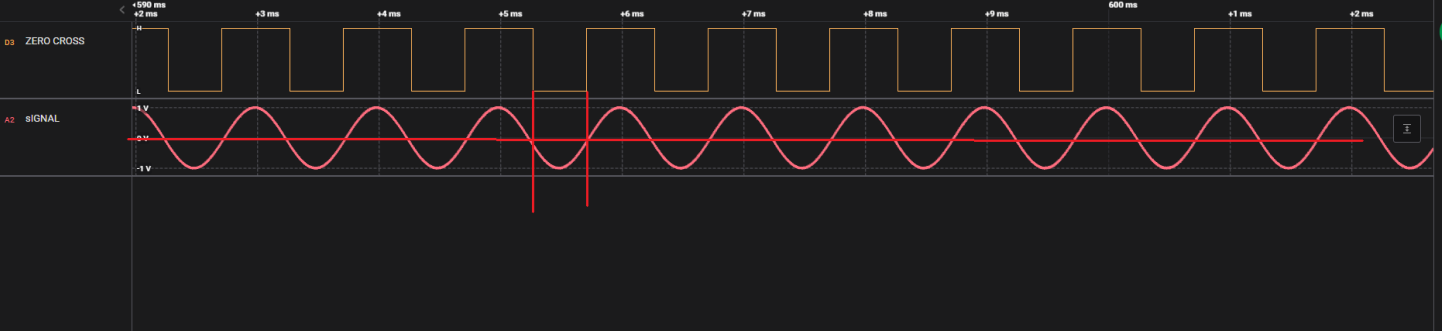 +590 ms
600 ms
+2 ms +3 ms +4 ms +5 ms +6 ms +7 ms +8 ms +9 ms +1 ms +2 ms
D3 ZERO CROSS
H
L
A2 sIGNAL
1 V
0 V
-1 V